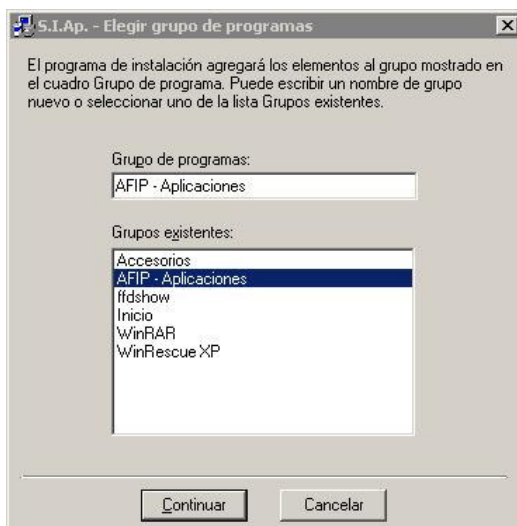 S.I.Ap. - Elegir grupo de programas
El programa de instalación agregará los elementos al grupo mostrado en
el cuadro Grupo de programa. Puede escribir un nombre de grupo
nuevo o seleccionar uno de la lista Grupos existentes.
Grupo de programas:
AFIP - Aplicaciones
Grupos existentes:
Accesorios
AFIP - Aplicaciones
ffdshow
Inicio
WinRAR
WinRescue XP
Continuar
Cancelar